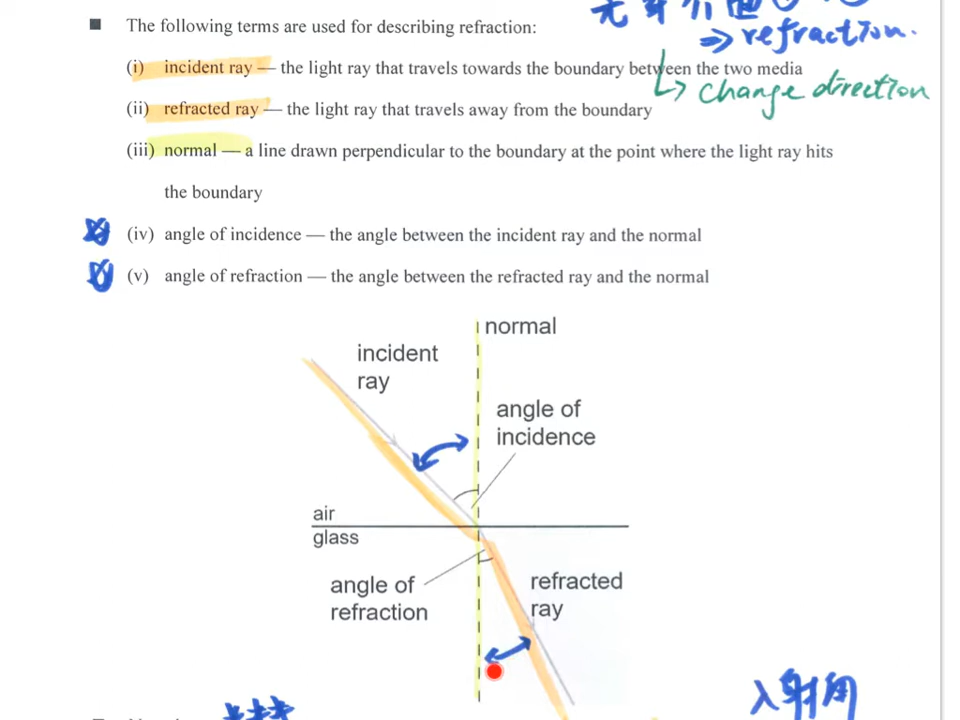 ■ The following terms are used for describing refraction:
⇒ refraction.
(i) incident ray — the light ray that travels towards the boundary between the two media
↳ change direction
(ii) refracted ray — the light ray that travels away from the boundary
(iii) normal — a line drawn perpendicular to the boundary at the point where the light ray hits
the boundary
(iv) angle of incidence — the angle between the incident ray and the normal
(v) angle of refraction — the angle between the refracted ray and the normal
normal
incident
ray
angle of
incidence
air
glass
angle of
refraction
refracted
ray
入射角